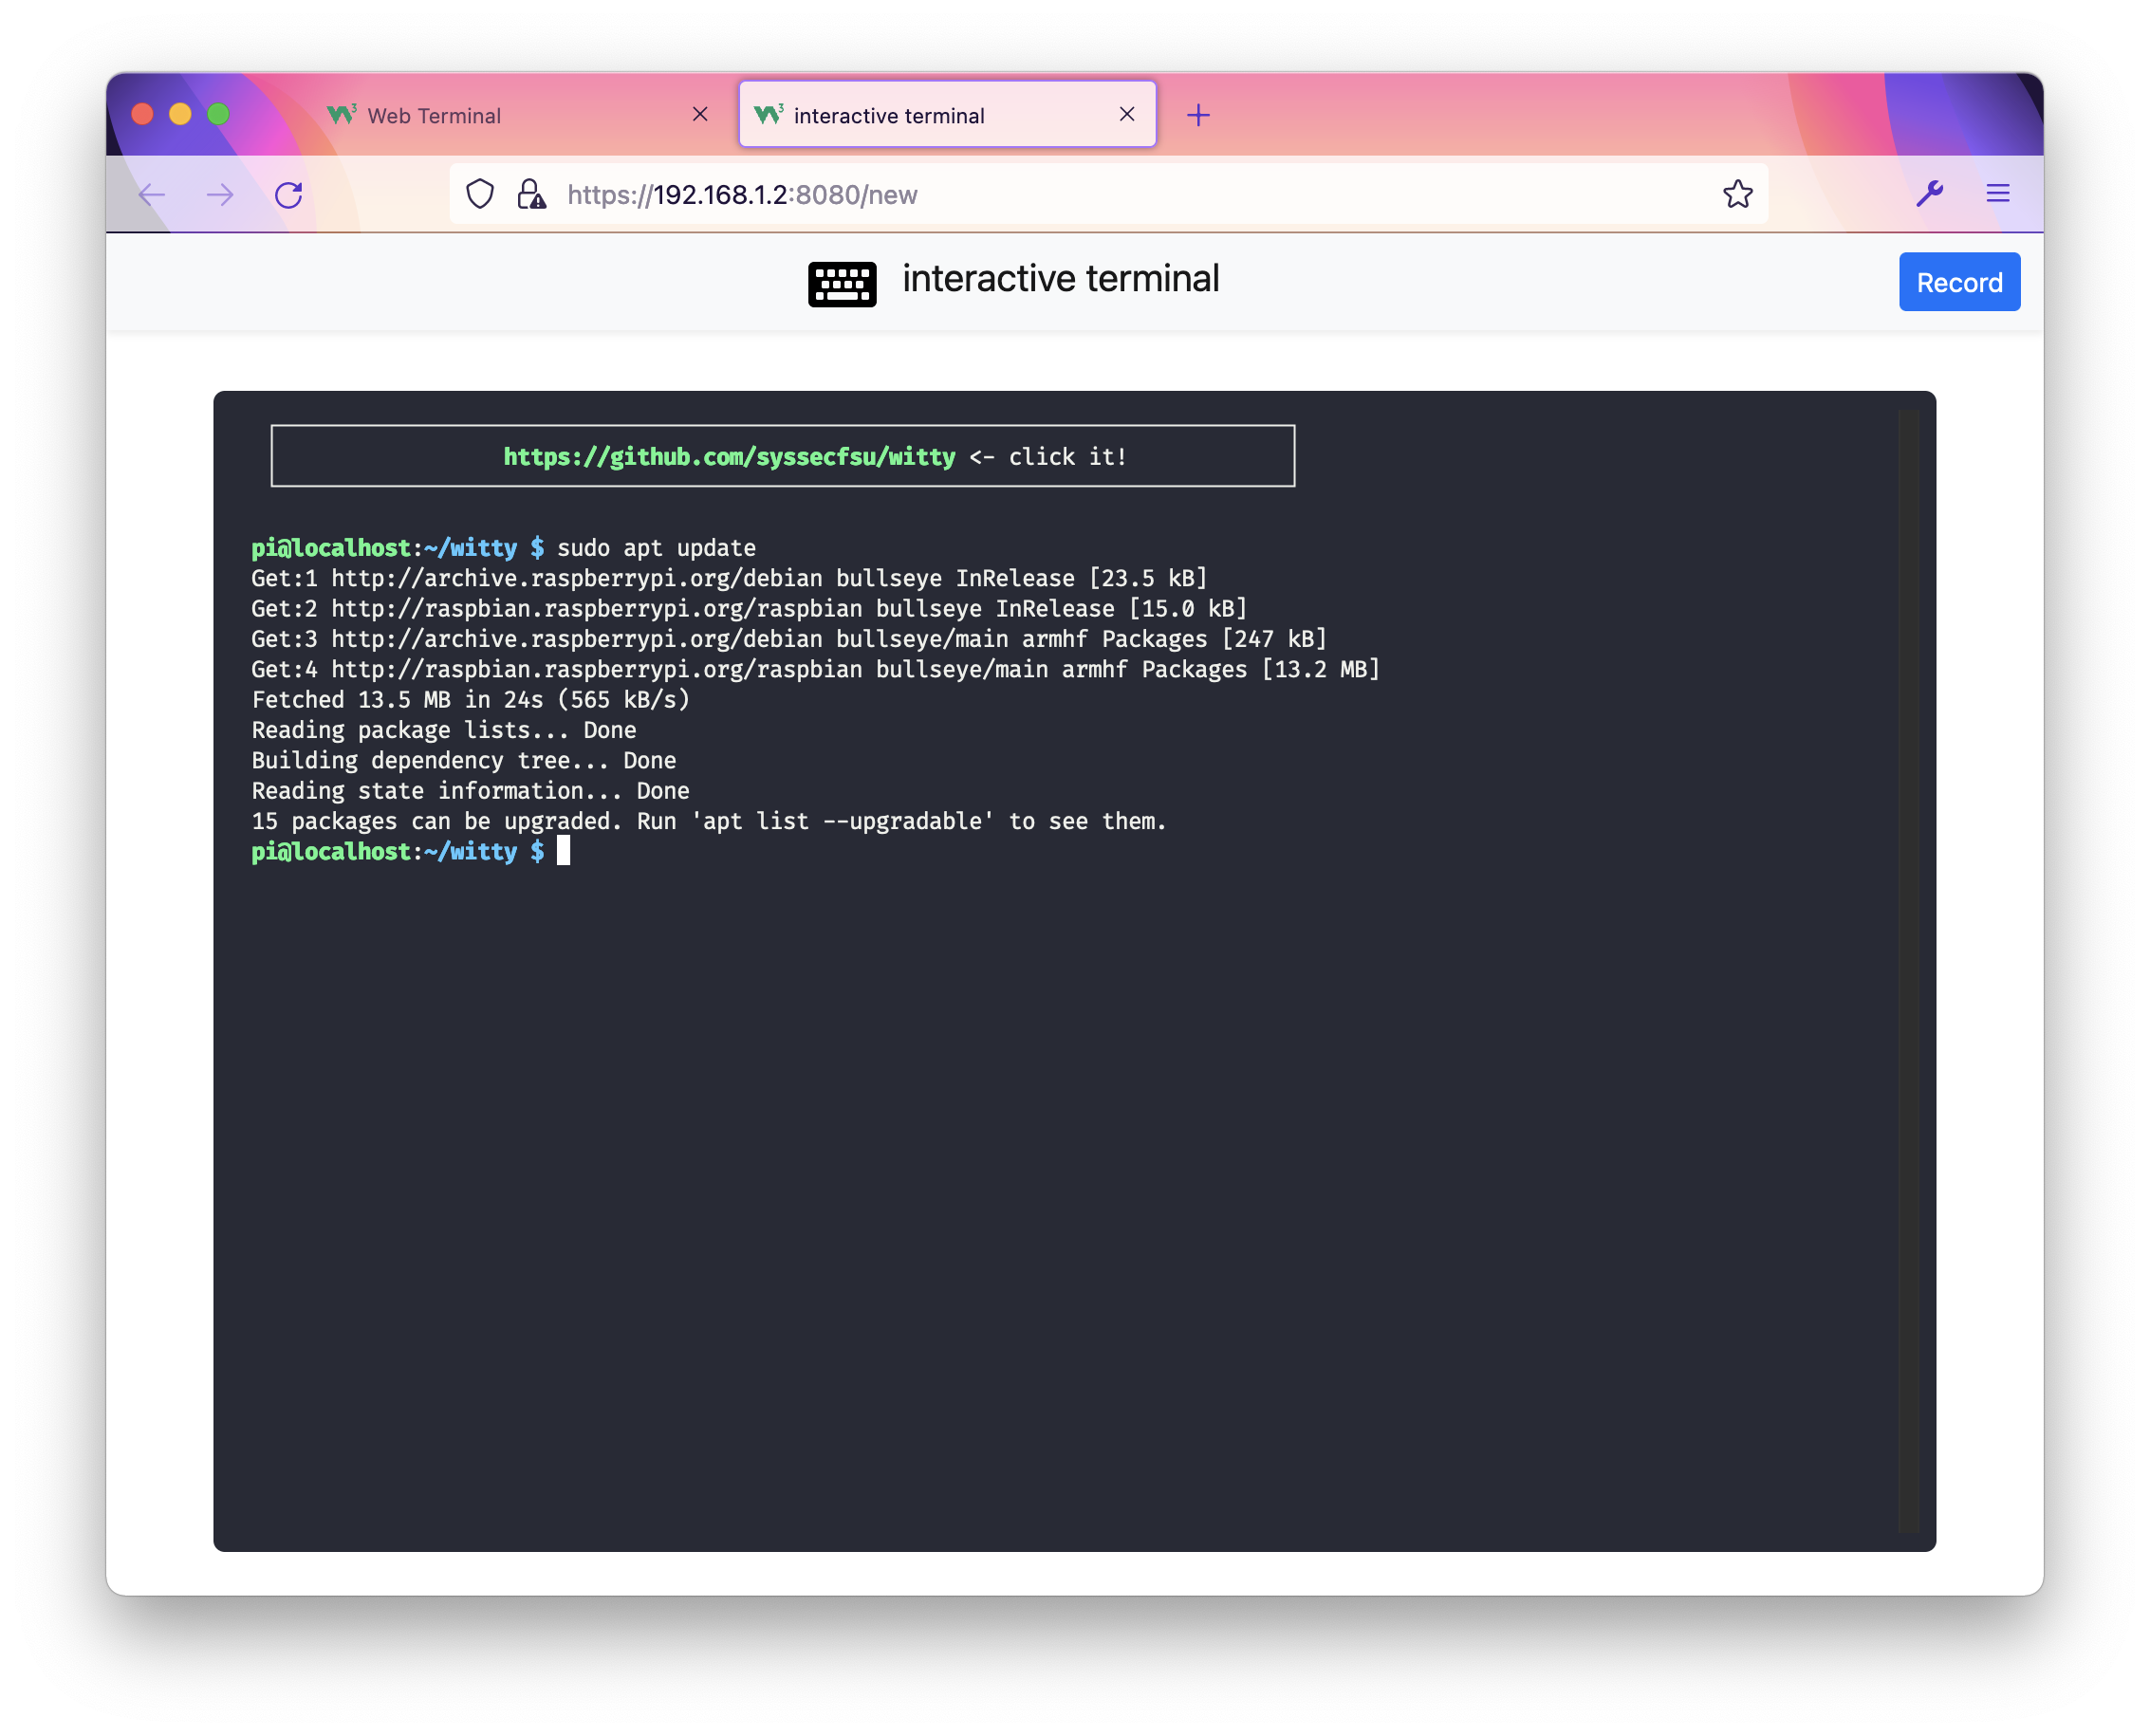 Web Terminal
interactive terminal
https://192.168.1.2:8080/new
interactive terminal
Record
https://github.com/syssecfsu/witty <- click it!
pi@localhost:~/witty $ sudo apt update
Get:1 http://archive.raspberrypi.org/debian bullseye InRelease [23.5 kB]
Get:2 http://raspbian.raspberrypi.org/raspbian bullseye InRelease [15.0 kB]
Get:3 http://archive.raspberrypi.org/debian bullseye/main armhf Packages [247 kB]
Get:4 http://raspbian.raspberrypi.org/raspbian bullseye/main armhf Packages [13.2 MB]
Fetched 13.5 MB in 24s (565 kB/s)
Reading package lists... Done
Building dependency tree... Done
Reading state information... Done
15 packages can be upgraded. Run 'apt list --upgradable' to see them.
pi@localhost:~/witty $